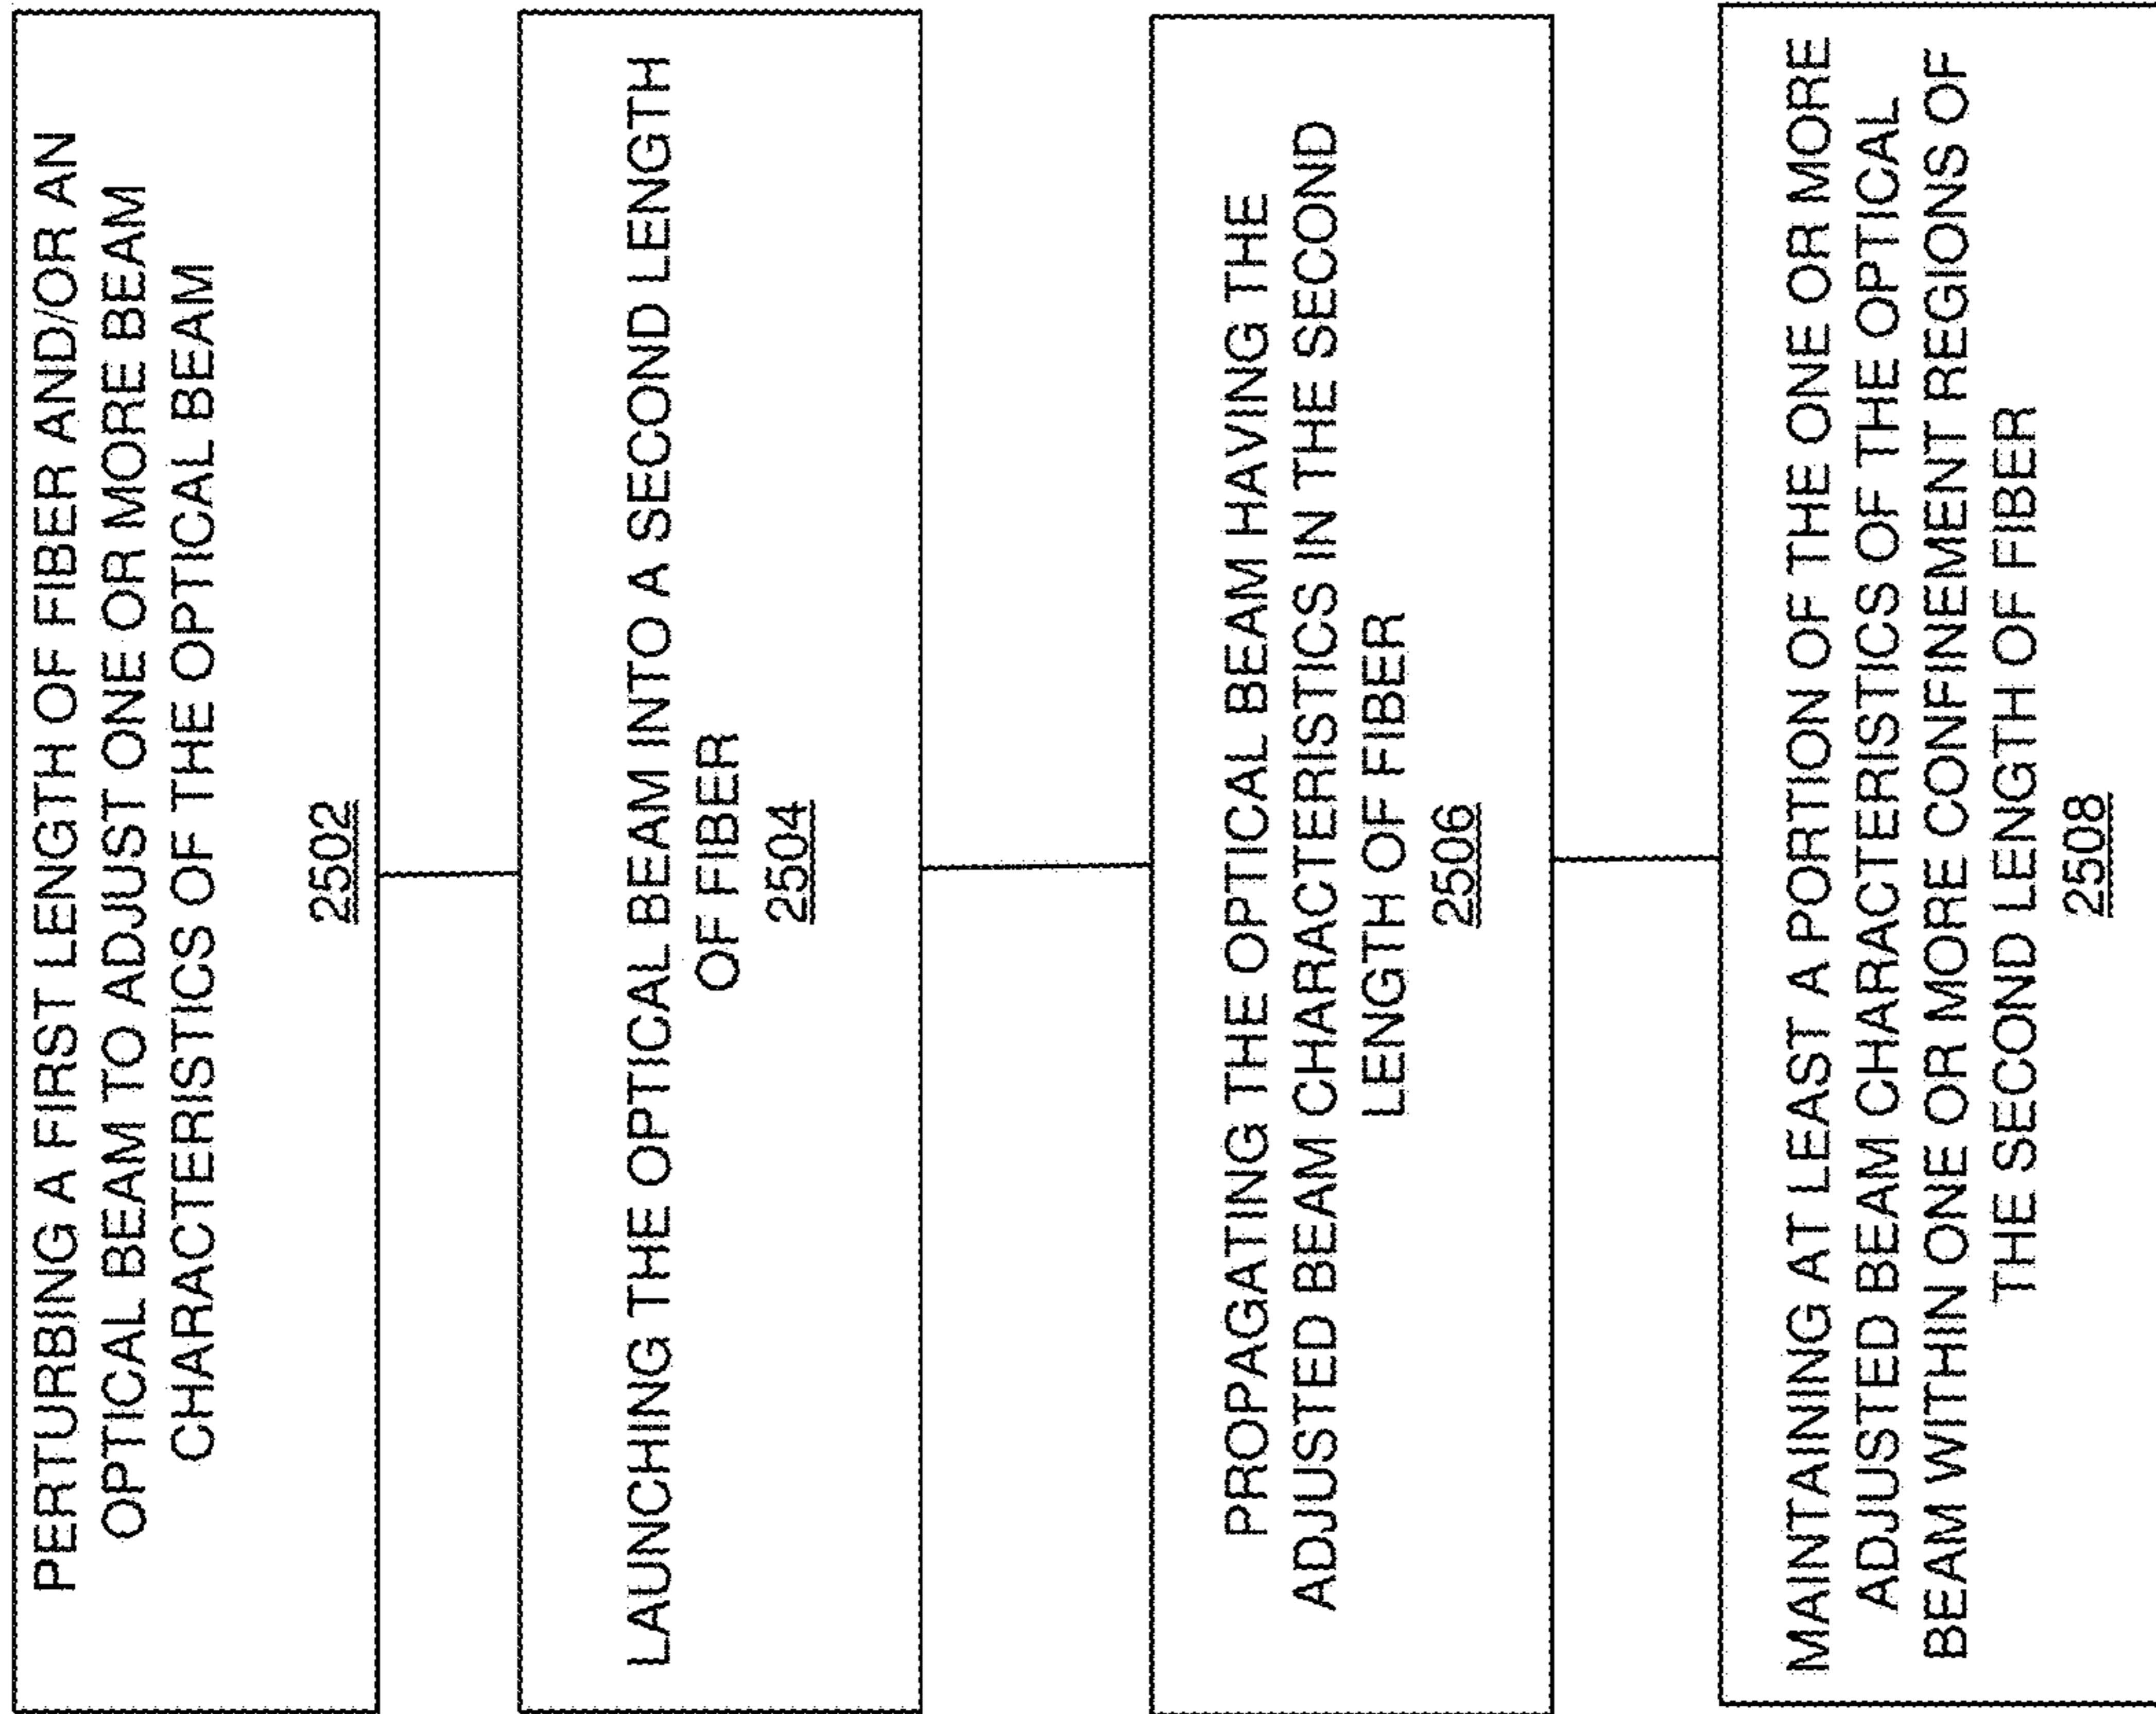 PERTURBING A FIRST LENGTH OF FIBER AND/OR AN
OPTICAL BEAM TO ADJUST ONE OR MORE BEAM
CHARACTERISTICS OF THE OPTICAL BEAM
2502
LAUNCHING THE OPTICAL BEAM INTO A SECOND LENGTH
OF FIBER
2504
PROPAGATING THE OPTICAL BEAM HAVING THE
ADJUSTED BEAM CHARACTERISTICS IN THE SECOND
LENGTH OF FIBER
2506
MAINTAINING AT LEAST A PORTION OF THE ONE OR MORE
ADJUSTED BEAM CHARACTERISTICS OF THE OPTICAL
BEAM WITHIN ONE OR MORE CONFINEMENT REGIONS OF
THE SECOND LENGTH OF FIBER
2508